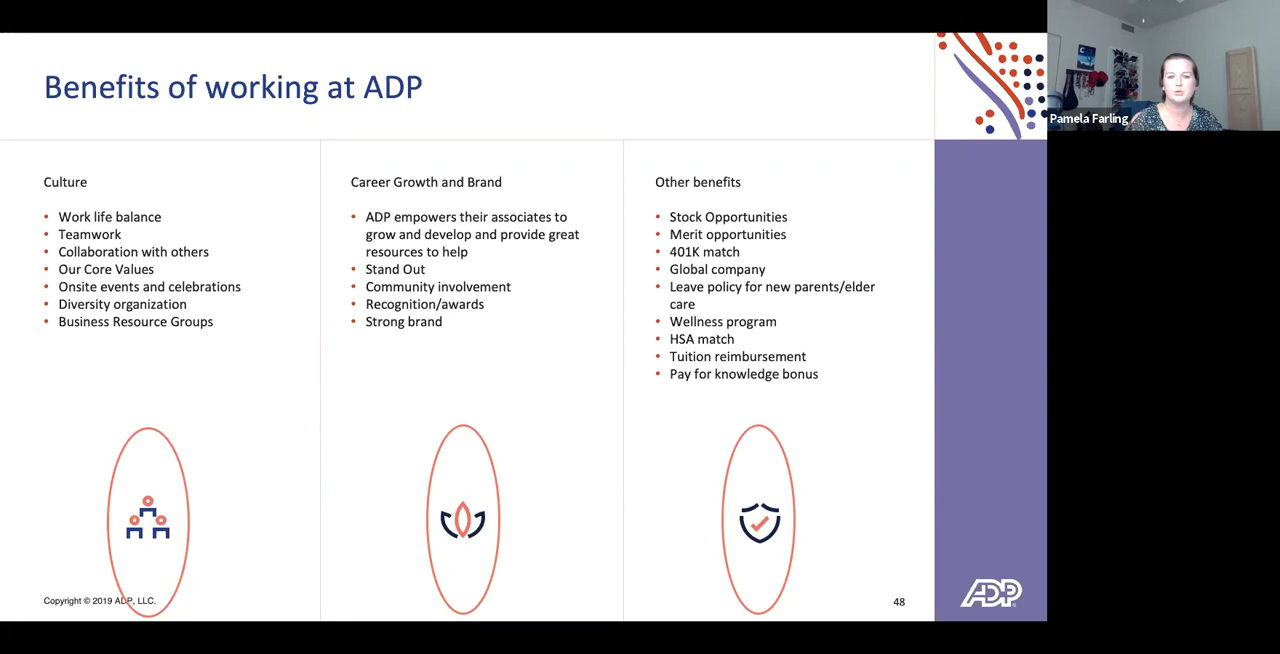 Benefits of working at ADP
Pamela Farling
Culture
• Work life balance
• Teamwork
• Collaboration with others
• Our Core Values
• Onsite events and celebrations
• Diversity organization
• Business Resource Groups
Career Growth and Brand
• ADP empowers their associates to
grow and develop and provide great
resources to help
• Stand Out
• Community involvement
• Recognition/awards
• Strong brand
Other benefits
• Stock Opportunities
• Merit opportunities
• 401K match
• Global company
• Leave policy for new parents/elder
care
• Wellness program
• HSA match
• Tuition reimbursement
• Pay for knowledge bonus
Copyright © 2019 ADP, LLC.
48
ADP